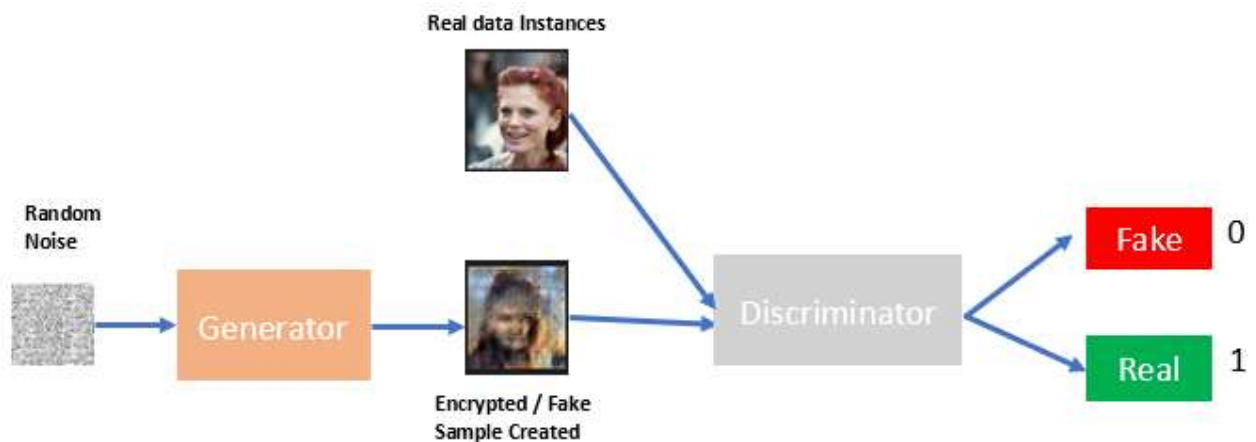 Real data Instances
Random
Noise
Generator
Encrypted / Fake
Sample Created
Discriminator
Fake
0
Real
1